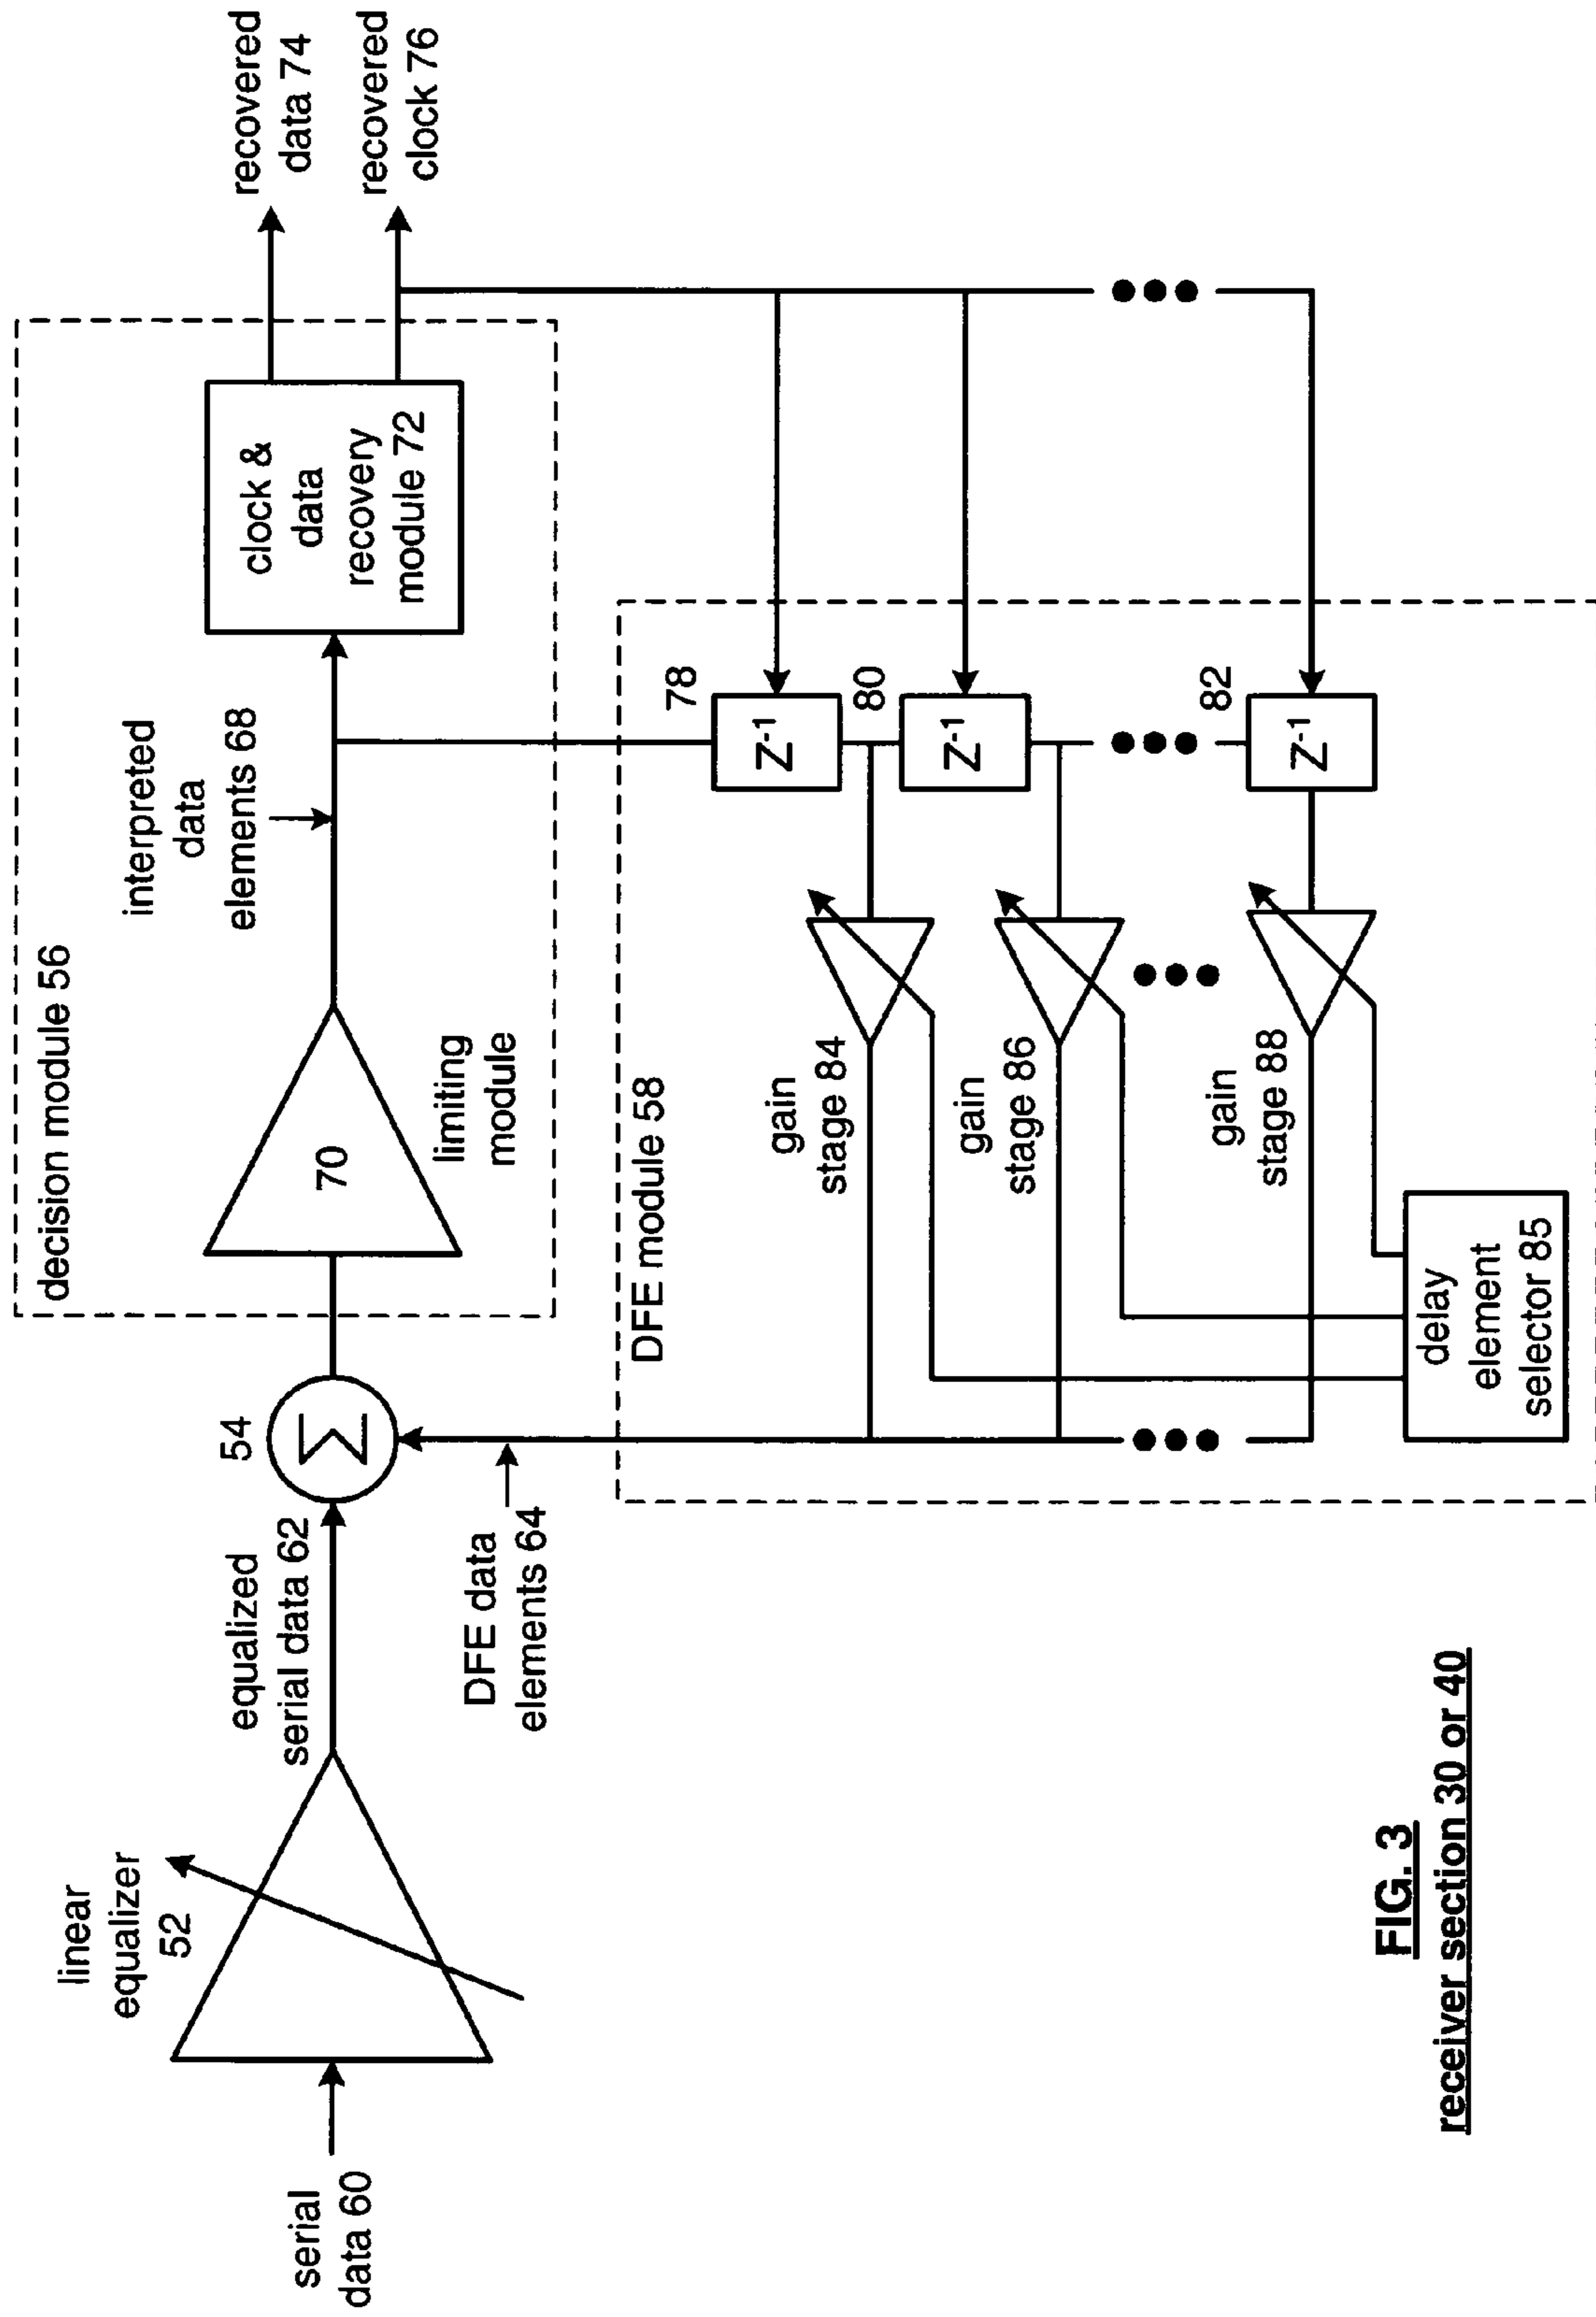 linear
equalizer
52
serial
data 60
equalized
serial data 62
54
Σ
DFE data
elements 64
decision module 56
70
limiting
module
interpreted
data
elements 68
clock &
data
recovery
module 72
recovered
data 74
recovered
clock 76
DFE module 58
78
Z-1
80
Z-1
82
Z-1
gain
stage 84
gain
stage 86
gain
stage 88
delay
element
selector 85
FIG. 3
receiver section 30 or 40